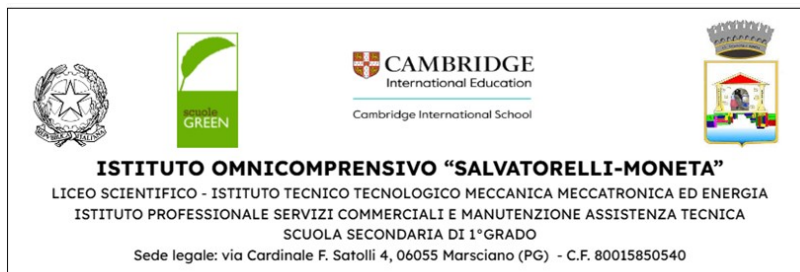 REPVBBLICA ITALIANA
scuole
GREEN
CAMBRIDGE
International Education
Cambridge International School
ISTITUTO OMNICOMPRENSIVO “SALVATORELLI-MONETA”
LICEO SCIENTIFICO - ISTITUTO TECNICO TECNOLOGICO MECCANICA MECCATRONICA ED ENERGIA
ISTITUTO PROFESSIONALE SERVIZI COMMERCIALI E MANUTENZIONE ASSISTENZA TECNICA
SCUOLA SECONDARIA DI 1°GRADO
Sede legale: via Cardinale F. Satolli 4, 06055 Marsciano (PG) - C.F. 80015850540